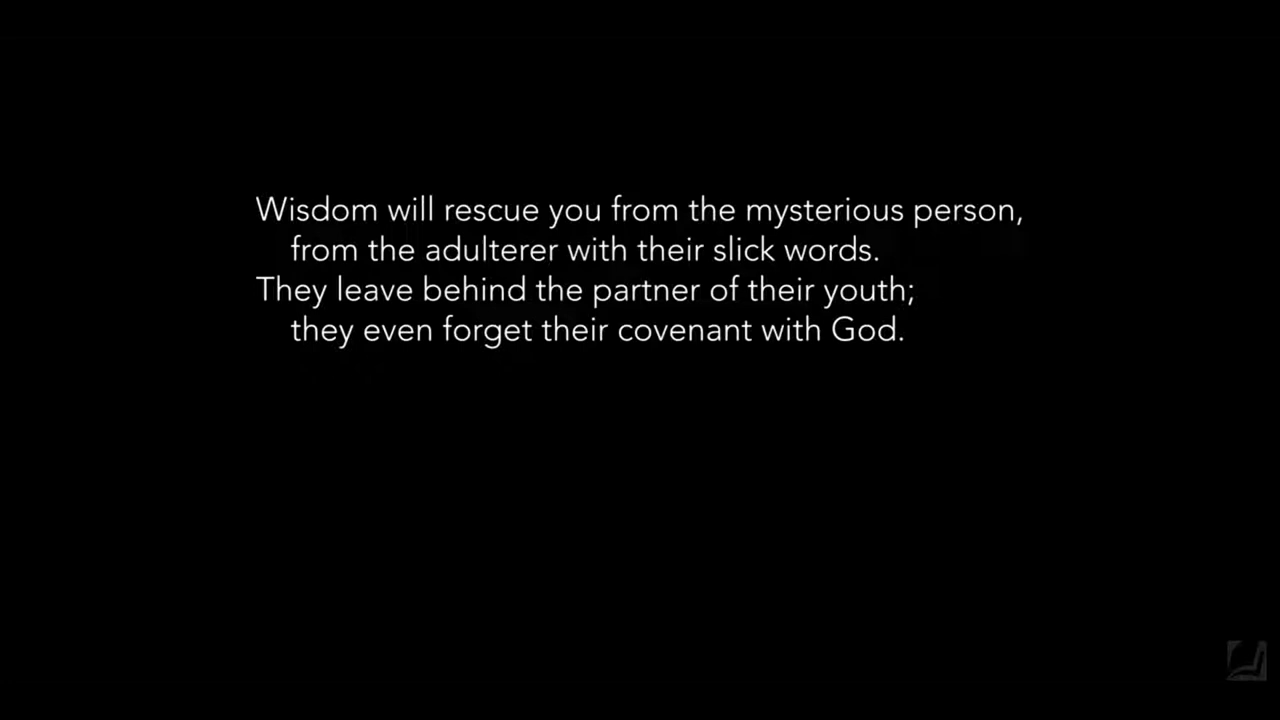 Wisdom will rescue you from the mysterious person,
from the adulterer with their slick words.
They leave behind the partner of their youth;
they even forget their covenant with God.